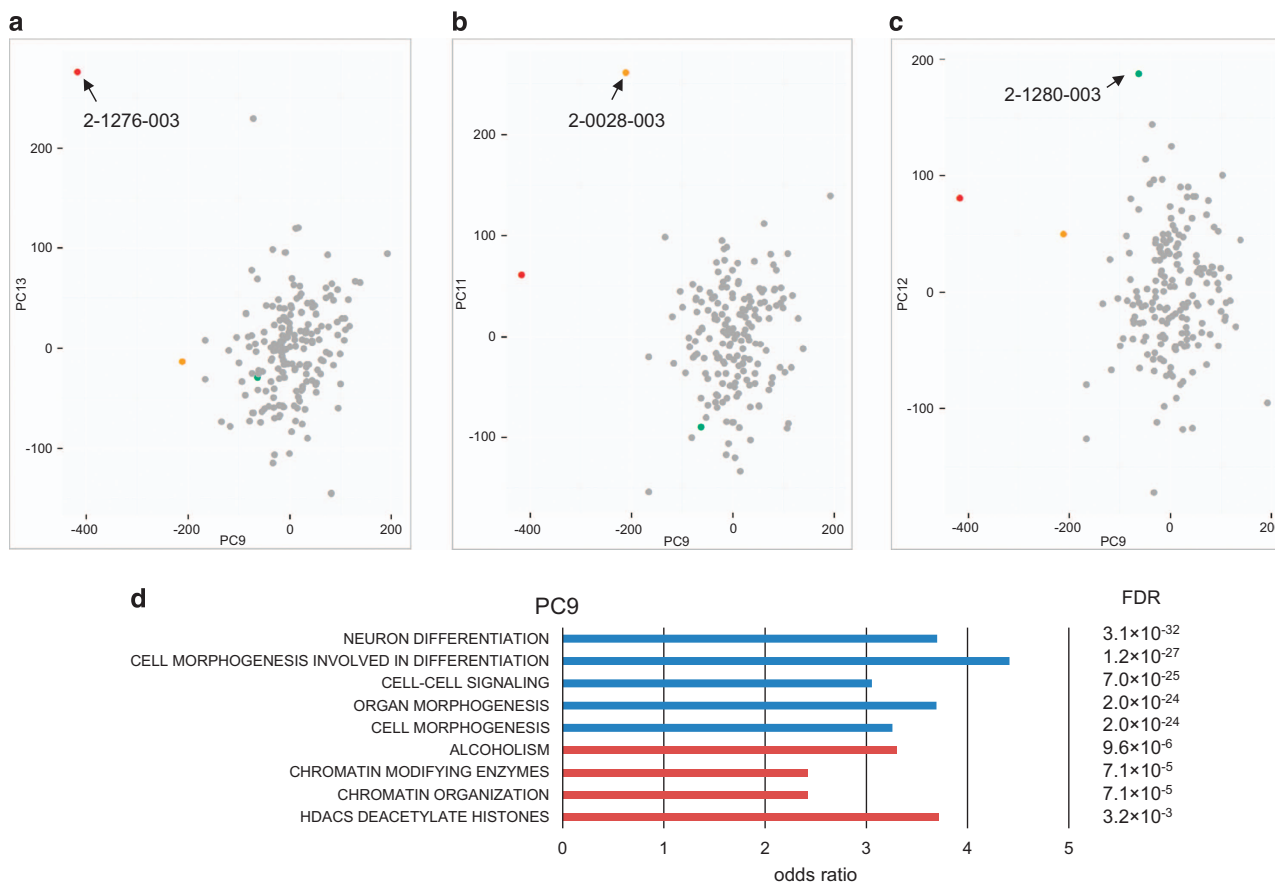 a
2-1276-003
200
100
0
-100
PC13
-400
-200
0
200
PC9
b
2-0028-003
200
100
0
-100
PC11
-400
-200
0
200
PC9
c
2-1280-003
200
100
0
-100
PC12
-400
-200
0
20
PC9
d
PC9
FDR
NEURON DIFFERENTIATION 3.1×10-32
CELL MORPHOGENESIS INVOLVED IN DIFFERENTIATION 1.2×10-27
CELL-CELL SIGNALING 7.0×10-25
ORGAN MORPHOGENESIS 2.0×10-24
CELL MORPHOGENESIS 2.0×10-24
ALCOHOLISM 9.6×10-6
CHROMATIN MODIFYING ENZYMES 7.1×10-5
CHROMATIN ORGANIZATION 7.1×10-5
HDACS DEACETYLATE HISTONES 3.2×10-3
0 1 2 3 4 5
odds ratio